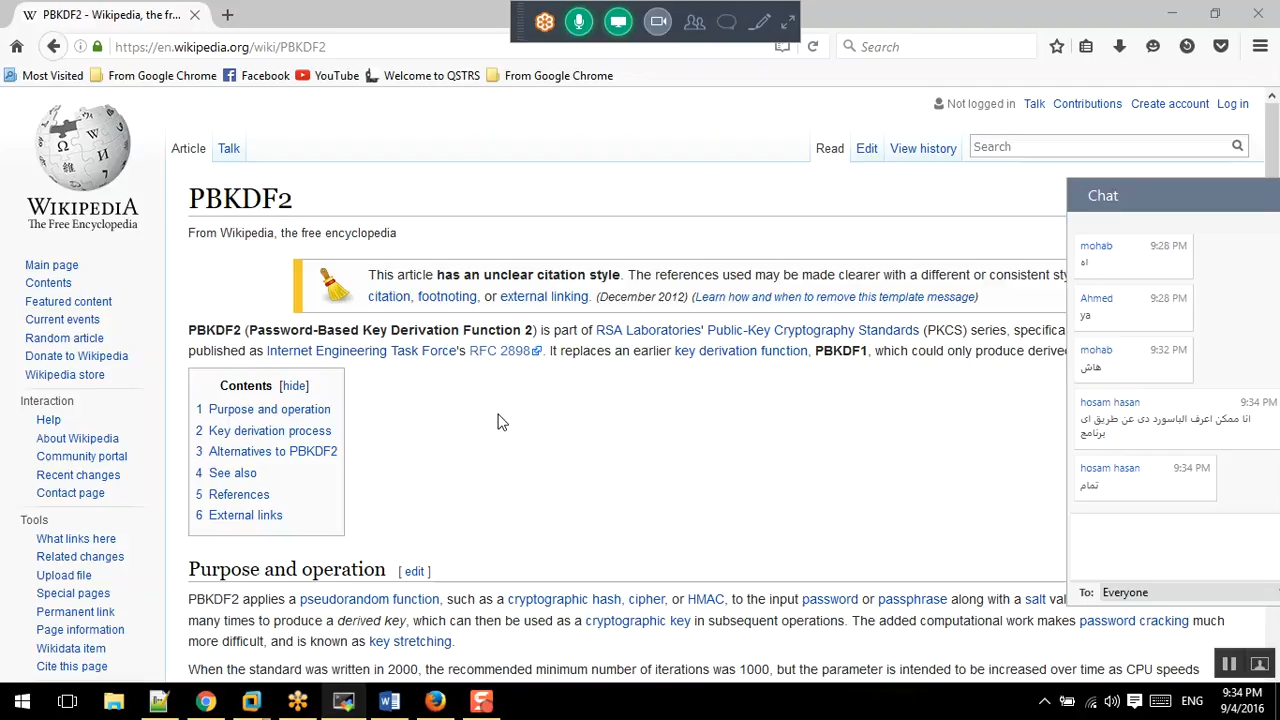 PBKDF2 - Wikipedia, the fr...
https://en.wikipedia.org/wiki/PBKDF2
Search
Most Visited
From Google Chrome
Facebook
YouTube
Welcome to QSTRS
From Google Chrome
Not logged in Talk Contributions Create account Log in
Article Talk
Read Edit View history
Search
WIKIPEDIA
The Free Encyclopedia
Main page
Contents
Featured content
Current events
Random article
Donate to Wikipedia
Wikipedia store
Interaction
Help
About Wikipedia
Community portal
Recent changes
Contact page
Tools
What links here
Related changes
Upload file
Special pages
Permanent link
Page information
Wikidata item
Cite this page
PBKDF2
From Wikipedia, the free encyclopedia
This article has an unclear citation style. The references used may be made clearer with a different or consistent sty
citation, footnoting, or external linking. (December 2012) (Learn how and when to remove this template message)
PBKDF2 (Password-Based Key Derivation Function 2) is part of RSA Laboratories' Public-Key Cryptography Standards (PKCS) series, specifica
published as Internet Engineering Task Force's RFC 2898. It replaces an earlier key derivation function, PBKDF1, which could only produce derive
Contents [hide]
1 Purpose and operation
2 Key derivation process
3 Alternatives to PBKDF2
4 See also
5 References
6 External links
Purpose and operation [ edit ]
PBKDF2 applies a pseudorandom function, such as a cryptographic hash, cipher, or HMAC, to the input password or passphrase along with a salt val
many times to produce a derived key, which can then be used as a cryptographic key in subsequent operations. The added computational work makes password cracking much
more difficult, and is known as key stretching.
When the standard was written in 2000, the recommended minimum number of iterations was 1000, but the parameter is intended to be increased over time as CPU speeds
Chat
mohab 9:28 PM
اه
Ahmed 9:28 PM
ya
mohab 9:32 PM
هاش
hosam hasan 9:34 PM
انا ممكن اعرف الباسورد دى عن طريق اى
برنامج
hosam hasan 9:34 PM
تمام
To: Everyone
ENG
9:34 PM
9/4/2016